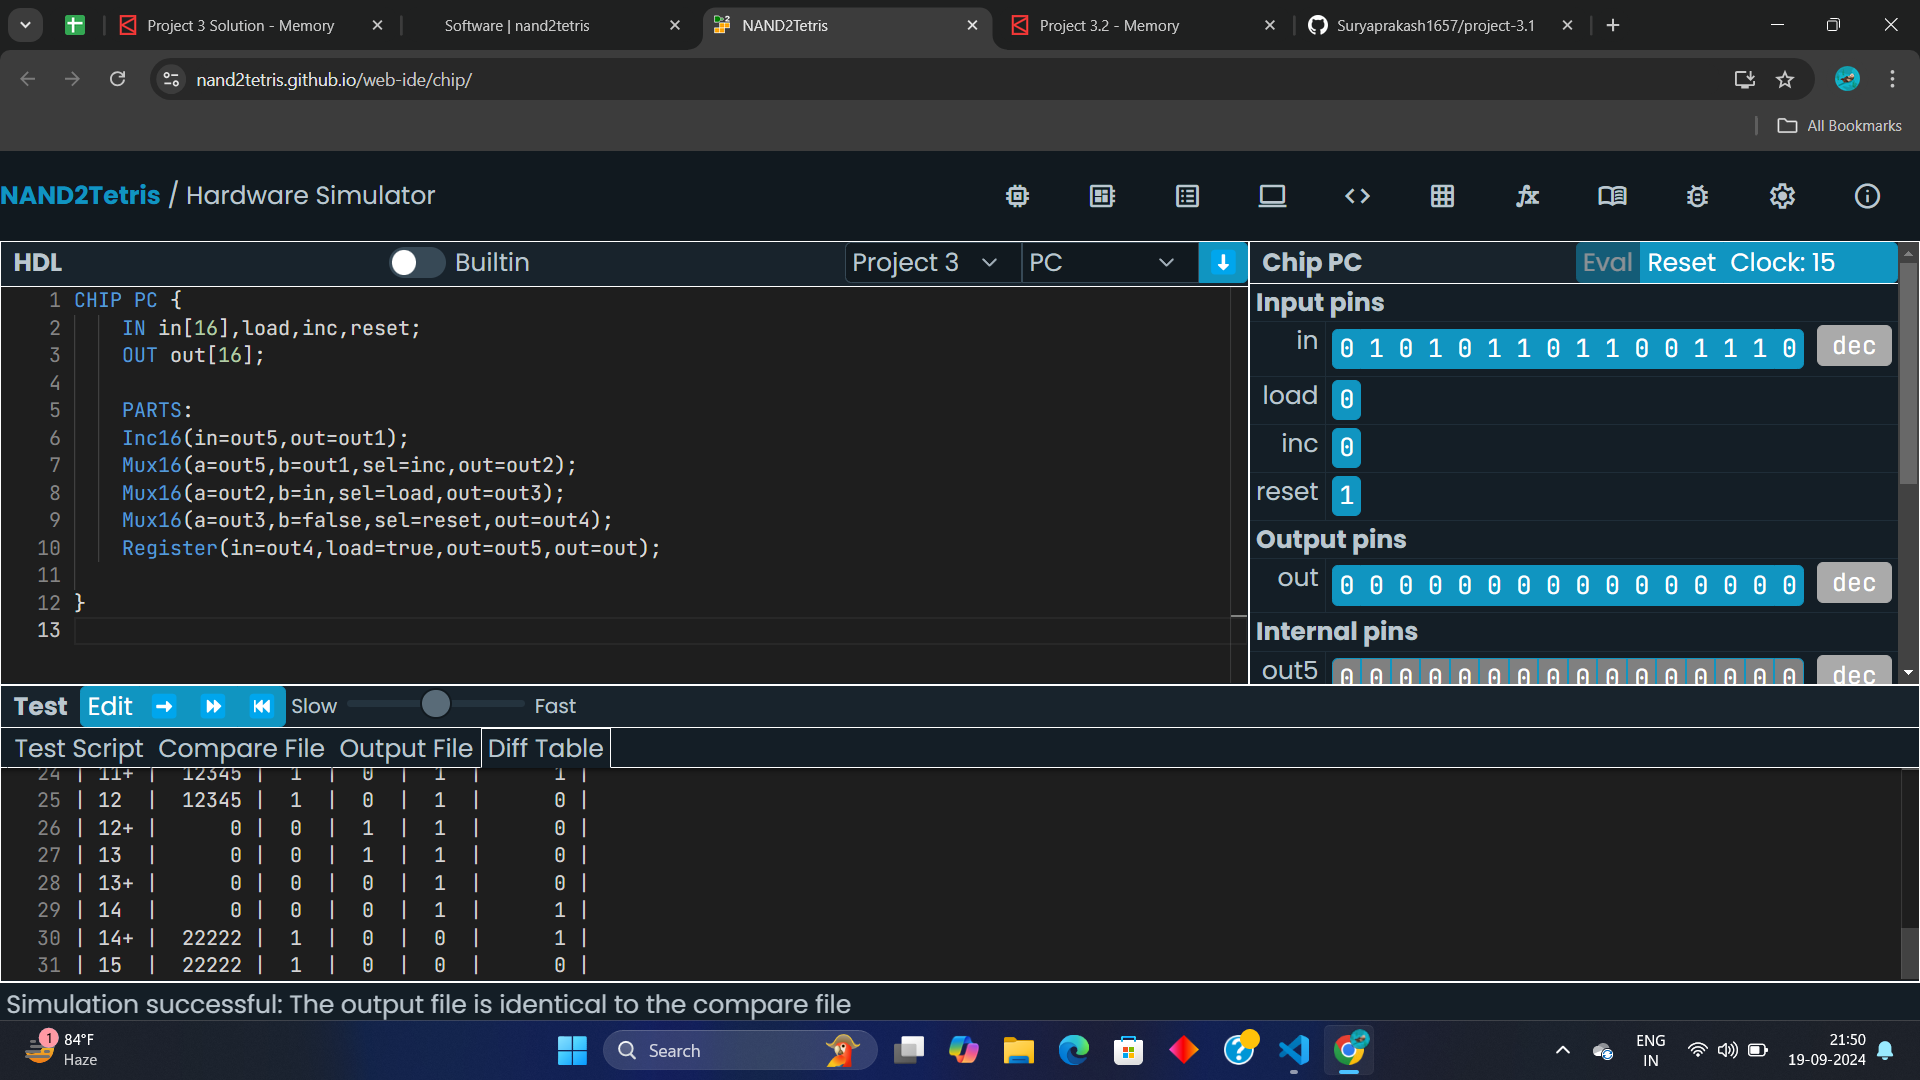 Project 3 Solution - Memory
Software | nand2tetris
NAND2Tetris
Project 3.2 - Memory
Suryaprakash1657/project-3.1
nand2tetris.github.io/web-ide/chip/
All Bookmarks
NAND2Tetris / Hardware Simulator
HDL Builtin Project 3 PC
1 CHIP PC {
2 IN in[16],load,inc,reset;
3 OUT out[16];
4
5 PARTS:
6 Inc16(in=out5,out=out1);
7 Mux16(a=out5,b=out1,sel=inc,out=out2);
8 Mux16(a=out2,b=in,sel=load,out=out3);
9 Mux16(a=out3,b=false,sel=reset,out=out4);
10 Register(in=out4,load=true,out=out5,out=out);
11
12 }
13
Chip PC Eval Reset Clock: 15
Input pins
in 0 1 0 1 0 1 1 0 1 1 0 0 1 1 1 0 dec
load 0
inc 0
reset 1
Output pins
out 0 0 0 0 0 0 0 0 0 0 0 0 0 0 0 0 dec
Internal pins
out5 0 0 0 0 0 0 0 0 0 0 0 0 0 0 0 0 dec
Test Edit Slow Fast
Test Script Compare File Output File Diff Table
24 | 11+ | 12345 | 1 | 0 | 1 | 1 |
25 | 12 | 12345 | 1 | 0 | 1 | 0 |
26 | 12+ | 0 | 0 | 1 | 1 | 0 |
27 | 13 | 0 | 0 | 1 | 1 | 0 |
28 | 13+ | 0 | 0 | 0 | 1 | 0 |
29 | 14 | 0 | 0 | 0 | 1 | 1 |
30 | 14+ | 22222 | 1 | 0 | 0 | 1 |
31 | 15 | 22222 | 1 | 0 | 0 | 0 |
Simulation successful: The output file is identical to the compare file
1
84°F
Haze
Search
ENG
IN
21:50
19-09-2024